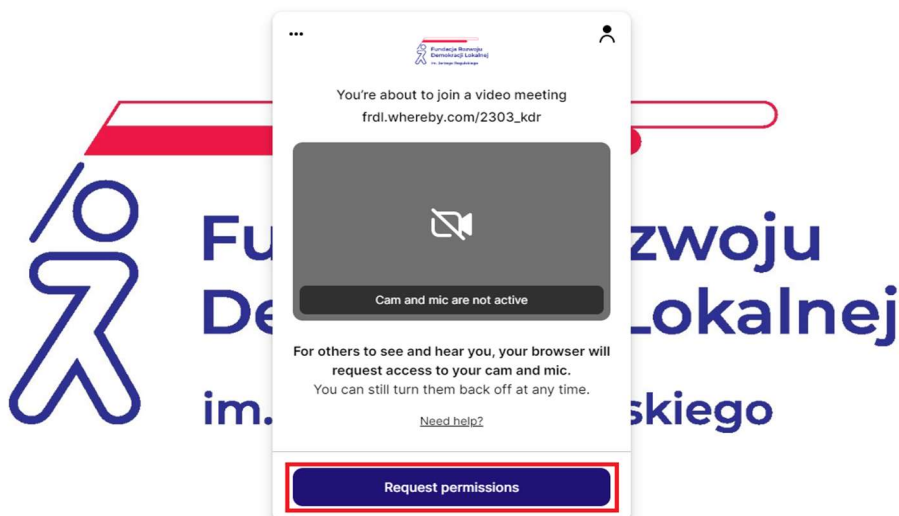 Fundacja Rozwoju
Demokracji Lokalnej
im. Jerzego Regulskiego
You're about to join a video meeting
frdl.whereby.com/2303_kdr
Cam and mic are not active
For others to see and hear you, your browser will
request access to your cam and mic.
You can still turn them back off at any time.
Need help?
Request permissions
Fu zwoju
De Lokalnej
im. skiego